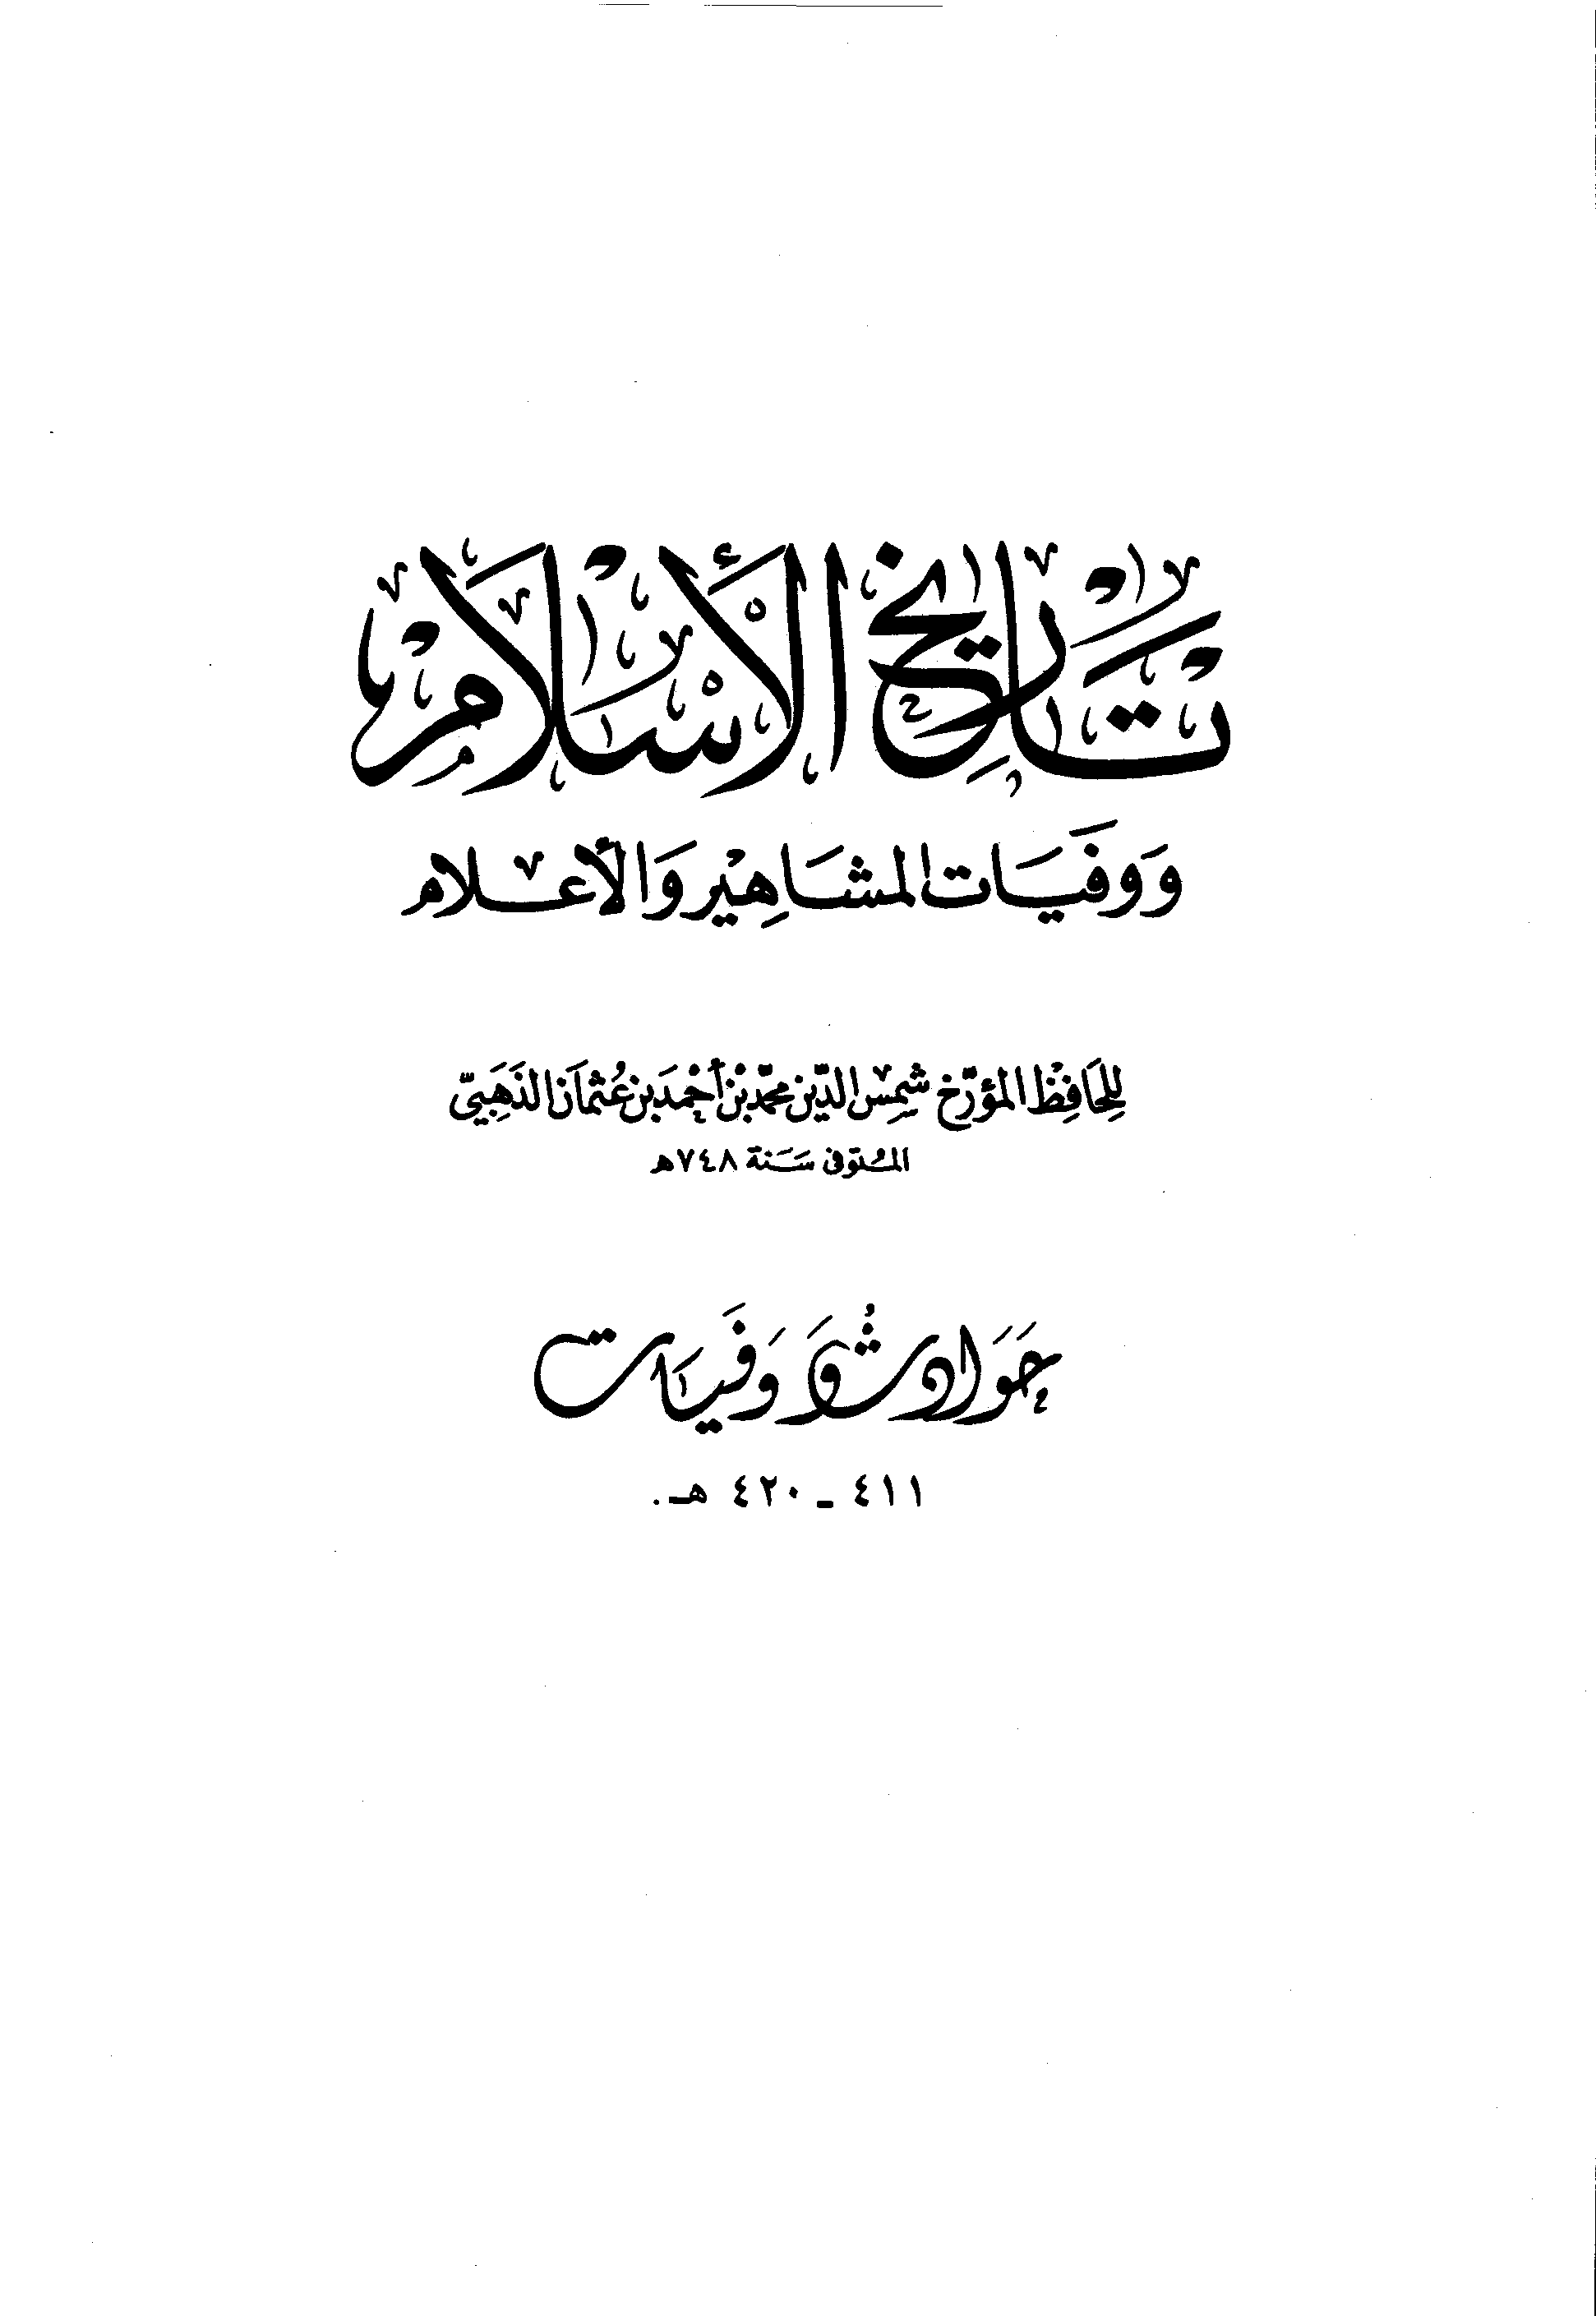 تاريخ الإسلام
ووفيات المشاهير والأعلام
للحافظ المؤرخ شمس الدين محمد بن أحمد بن عثمان الذهبي
المتوفى سنة ٧٤٨هـ
حوادث ووفيات
٤١١ - ٤٢٠ هـ.